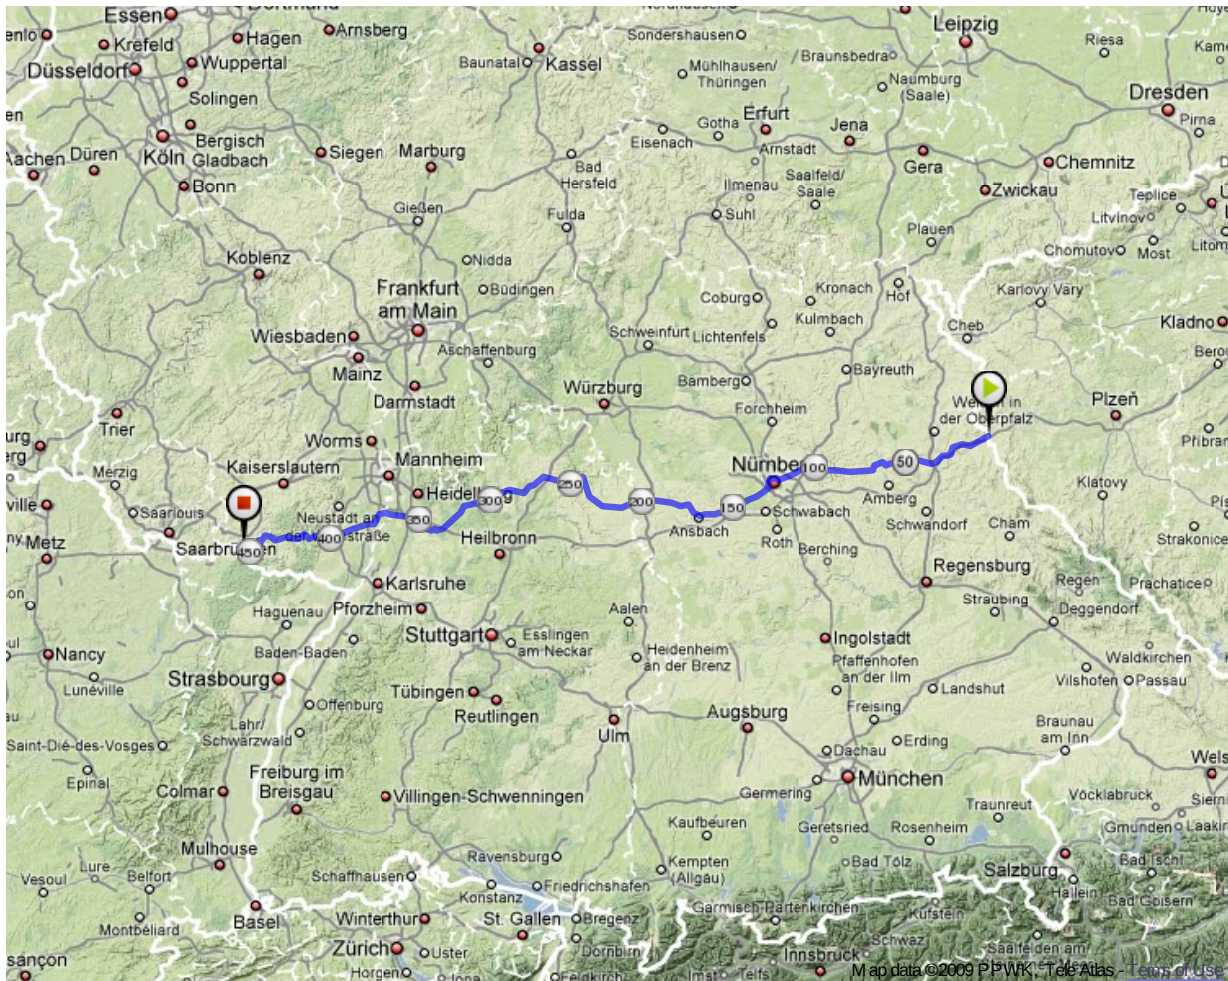 Essen
Arnsberg
Sondershausen
Leipzig
Krefeld
Hagen
Wuppertal
Baunatal
Kassel
Mühlhausen/
Thüringen
Braunsbedra
Riesa
Düsseldorf
Solingen
Naumburg
(Saale)
Dresden
Bergisch
Gladbach
Köln
Gotha
Erfurt
Jena
Pirna
Aachen
Düren
Siegen
Marburg
Eisenach
Arnstadt
Gera
Chemnitz
Bonn
Bad
Hersfeld
Ilmenau
Saalfeld/
Saale
Zwickau
Teplice
Gießen
Fulda
Suhl
Litvínov
Plauen
Chomutov
Most
Koblenz
Nidda
Frankfurt
am Main
Büdingen
Coburg
Kronach
Hof
Karlovy Vary
Wiesbaden
Schweinfurt
Lichtenfels
Kulmbach
Cheb
Kladno
Mainz
Aschaffenburg
Bayreuth
Darmstadt
Würzburg
Bamberg
Forchheim
der Oberpfalz
Plzeň
Trier
Worms
Mannheim
Merzig
Kaiserslautern
100
50
250
Amberg
Klatovy
Saarlouis
300
200
150
Schwabach
Schwandorf
Cham
350
Ansbach
Roth
400
Heilbronn
Berching
Metz
450
Karlsruhe
Regensburg
Regen
Prachatice
Haguenau
Pforzheim
Aalen
Straubing
Deggendorf
Stuttgart
Esslingen
am Neckar
Ingolstadt
Nancy
Baden-Baden
Heidenheim
an der Brenz
Pfaffenhofen
an der Ilm
Waldkirchen
Lunéville
Strasbourg
Tübingen
Reutlingen
Landshut
Vilshofen
Passau
Offenburg
Augsburg
Freising
Lahr/
Schwarzwald
Ulm
Braunau
am Inn
Saint-Dié-des-Vosges
Dachau
Erding
Epinal
Freiburg im
Breisgau
München
Colmar
Villingen-Schwenningen
Germering
Traunreut
Vöcklabruck
Kaufbeuren
Geretsried
Rosenheim
Gmunden
Mulhouse
Ravensburg
Kempten
(Allgäu)
Bad Tölz
Salzburg
Bad Ischl
Vesoul
Lure
Belfort
Schaffhausen
Konstanz
Friedrichshafen
Hallein
Bad Goisern
Montbéliard
Basel
Winterthur
St. Gallen
Bregenz
Garmisch-Partenkirchen
Kufstein
Zürich
Uster
Dornbirn
Innsbruck
Schwaz
Saalfelden am
Horgen
Feldkirch
Imst
Telfs
Map data ©2009 PPWK, Tele Atlas - Terms of Use